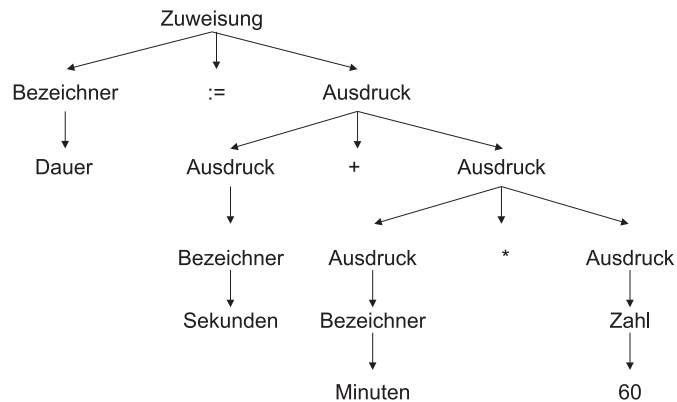 Zuweisung
Bezeichner := Ausdruck
Dauer Ausdruck + Ausdruck
Bezeichner Ausdruck * Ausdruck
Sekunden Bezeichner Zahl
Minuten 60